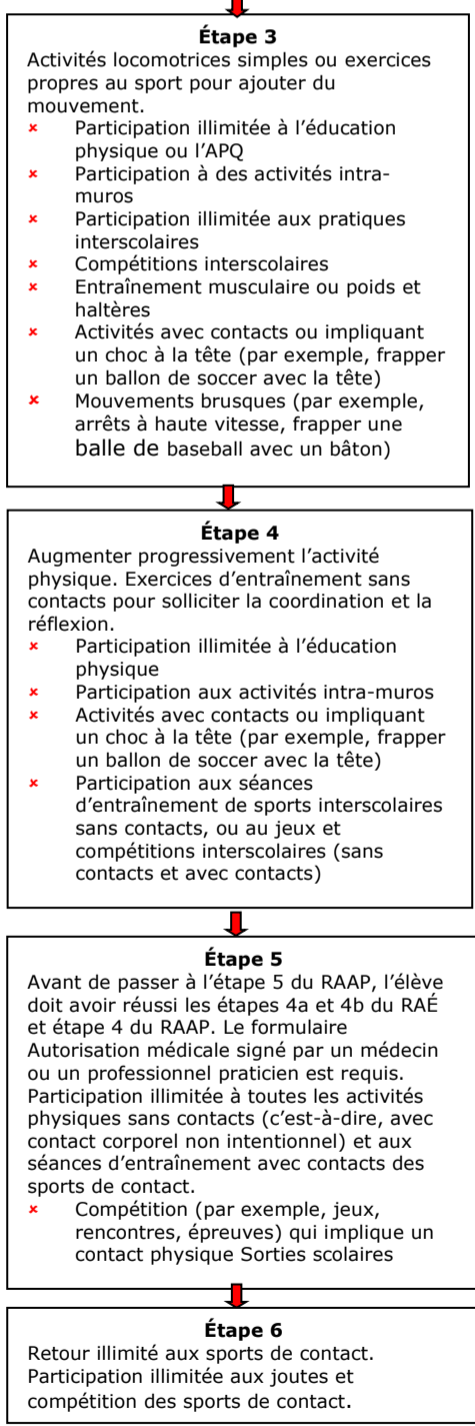 Étape 3
Activités locomotrices simples ou exercices
propres au sport pour ajouter du
mouvement.
× Participation illimitée à l'éducation
physique ou l'APQ
× Participation à des activités intra-
muros
× Participation illimitée aux pratiques
interscolaires
× Compétitions interscolaires
× Entraînement musculaire ou poids et
haltères
× Activités avec contacts ou impliquant
un choc à la tête (par exemple, frapper
un ballon de soccer avec la tête)
× Mouvements brusques (par exemple,
arrêts à haute vitesse, frapper une
balle de baseball avec un bâton)
Étape 4
Augmenter progressivement l'activité
physique. Exercices d'entraînement sans
contacts pour solliciter la coordination et la
réflexion.
× Participation illimitée à l'éducation
physique
× Participation aux activités intra-muros
× Activités avec contacts ou impliquant
un choc à la tête (par exemple, frapper
un ballon de soccer avec la tête)
× Participation aux séances
d'entraînement de sports interscolaires
sans contacts, ou au jeux et
compétitions interscolaires (sans
contacts et avec contacts)
Étape 5
Avant de passer à l'étape 5 du RAAP, l'élève
doit avoir réussi les étapes 4a et 4b du RAÉ
et étape 4 du RAAP. Le formulaire
Autorisation médicale signé par un médecin
ou un professionnel praticien est requis.
Participation illimitée à toutes les activités
physiques sans contacts (c'est-à-dire, avec
contact corporel non intentionnel) et aux
séances d'entraînement avec contacts des
sports de contact.
× Compétition (par exemple, jeux,
rencontres, épreuves) qui implique un
contact physique Sorties scolaires
Étape 6
Retour illimité aux sports de contact.
Participation illimitée aux joutes et
compétition des sports de contact.